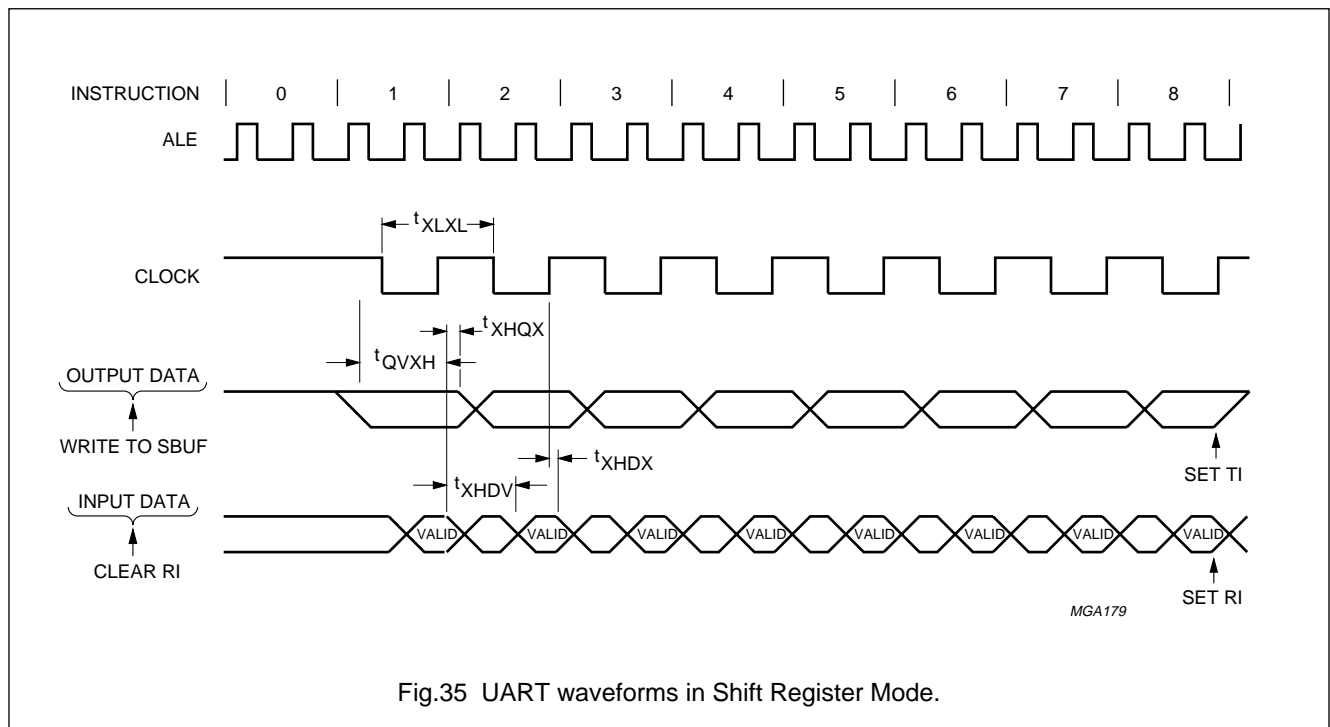 INSTRUCTION 0 1 2 3 4 5 6 7 8
ALE
tXLXL
CLOCK
tXHQX
tQVXH
OUTPUT DATA
WRITE TO SBUF
tXHDX
SET TI
tXHDV
INPUT DATA
VALID VALID VALID VALID VALID VALID VALID VALID
CLEAR RI
SET RI
MGA179
Fig.35 UART waveforms in Shift Register Mode.